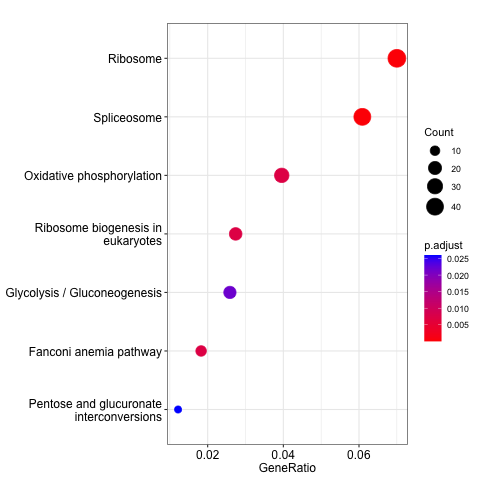 Ribosome
Spliceosome
Oxidative phosphorylation
Ribosome biogenesis in
eukaryotes
Glycolysis / Gluconeogenesis
Fanconi anemia pathway
Pentose and glucuronate
interconversions
0.02 0.04 0.06
GeneRatio
Count
10
20
30
40
p.adjust
0.025
0.020
0.015
0.010
0.005